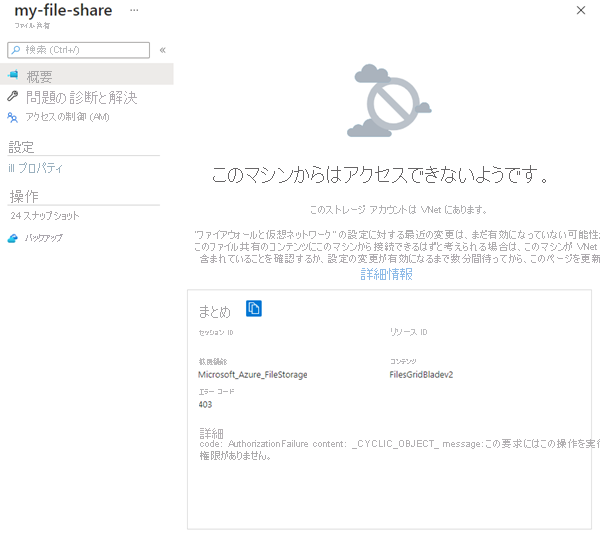 my-file-share ...
ファイル共有
検索 (Ctrl+/)
«
概要
問題の診断と解決
アクセスの制御 (AM)
設定
プロパティ
操作
24 スナップショット
バックアップ
このマシンからはアクセスできないようです。
このストレージ アカウントは VNet にあります。
"ファイアウォールと仮想ネットワーク" の設定に対する最近の変更は、まだ有効になっていない可能性が
このファイル共有のコンテンツにこのマシンから接続できるはずと考えられる場合は、このマシンが VNet
含まれていることを確認するか、設定の変更が有効になるまで数分間待ってから、このページを更新
詳細情報
まとめ
セッション ID
リソース ID
拡張機能
コンテンツ
Microsoft_Azure_FileStorage
FilesGridBladev2
エラー コード
403
詳細
code: AuthorizationFailure content: _CYCLIC_OBJECT_ message:この要求にはこの操作を実行
権限がありません。